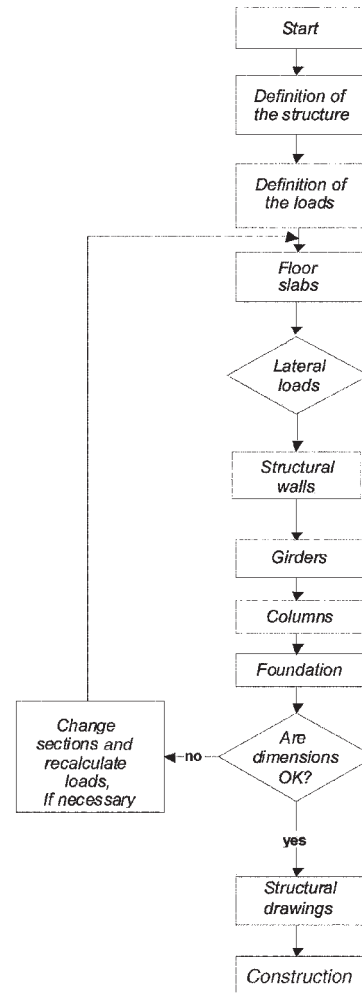 Start
Definition of
the structure
Definition of
the loads
Floor
slabs
Lateral
loads
Structural
walls
Girders
Columns
Foundation
Are
dimensions
OK?
no
Change
sections and
recalculate
loads,
If necessary
yes
Structural
drawings
Construction